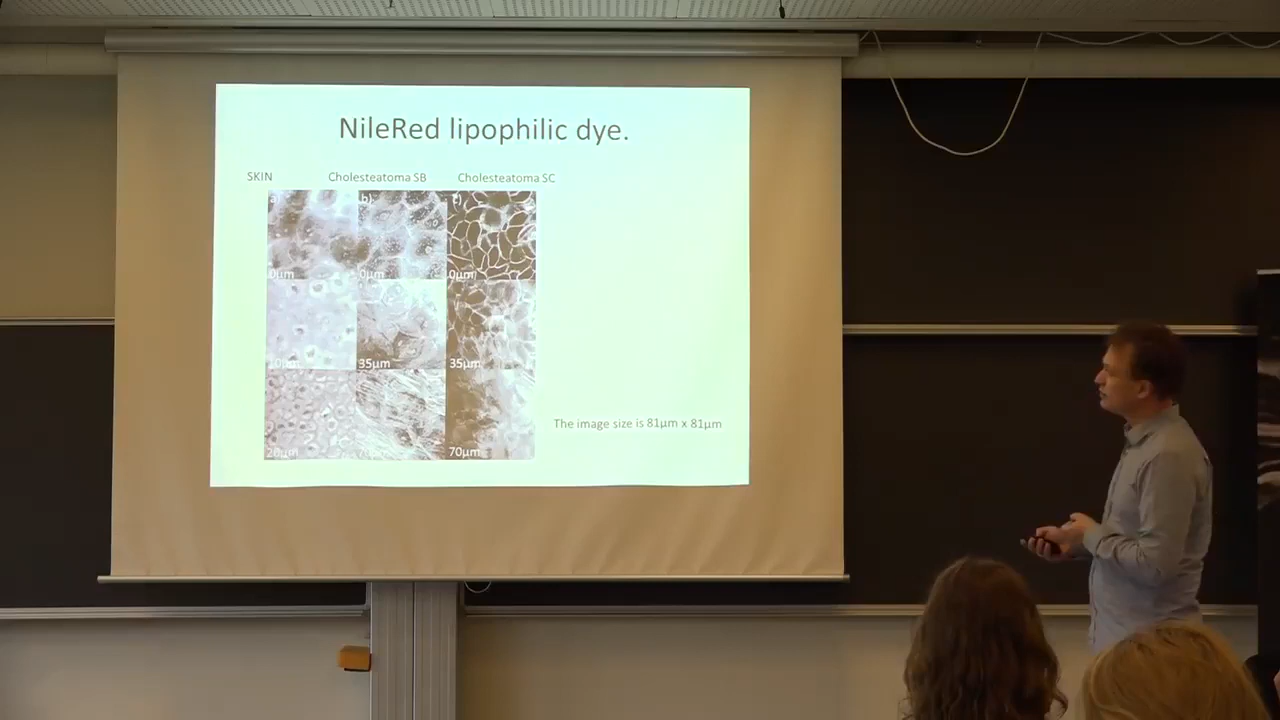 NileRed lipophilic dye.
SKIN Cholesteatoma SB Cholesteatoma SC
a) b) c)
0µm 0µm 0µm
35µm 35µm
20µm 70µm 70µm
The image size is 81µm x 81µm